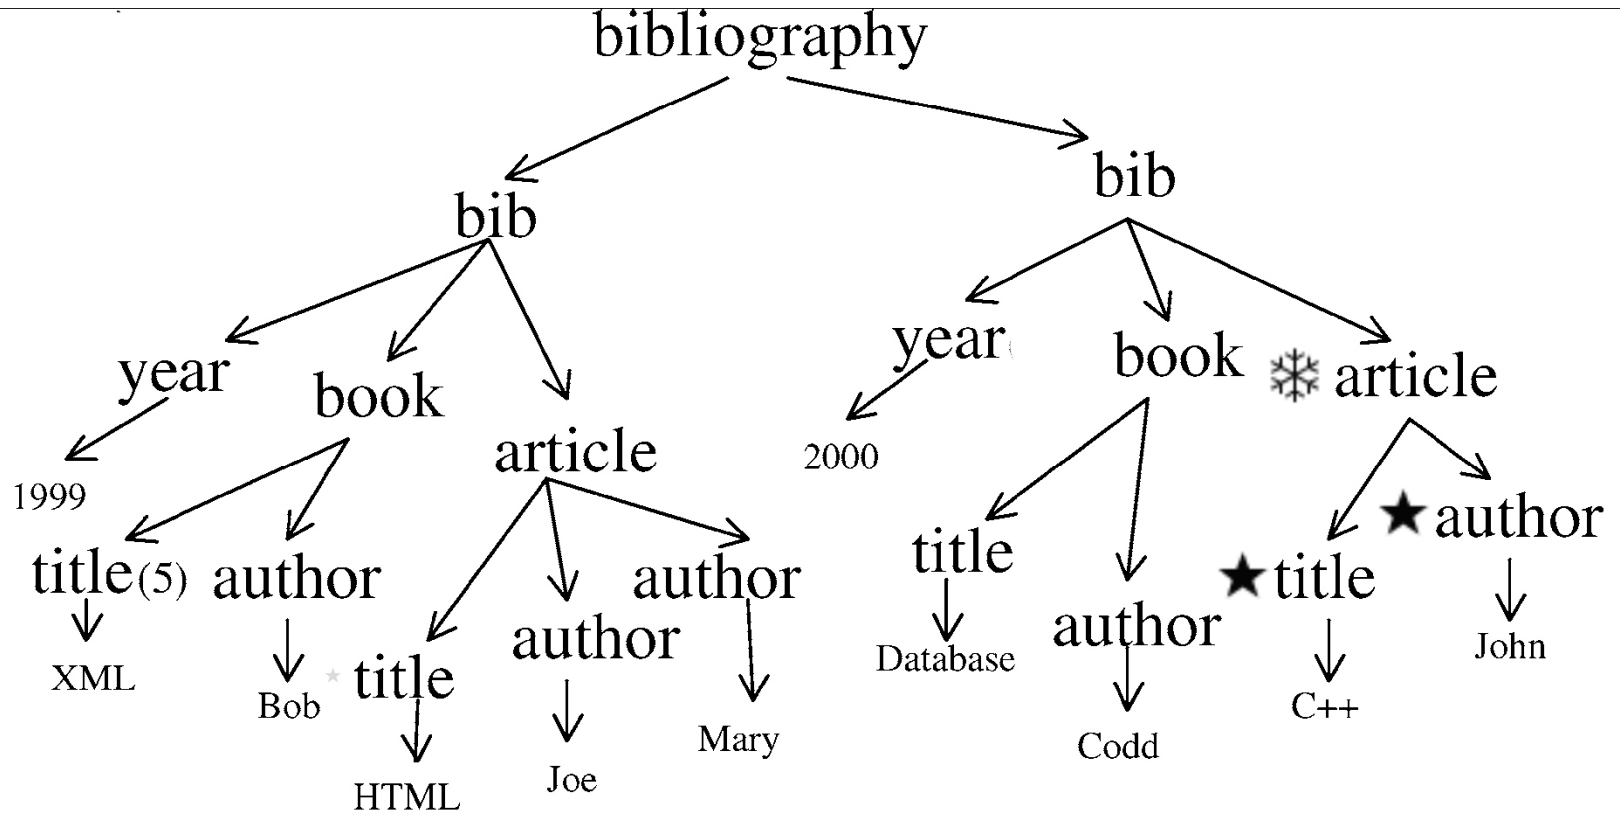 bibliography
bib
bib
year
book
article
year
book
article
1999
2000
title(5)
author
title
author
author
title
author
title
author
XML
Bob
HTML
Joe
Mary
Database
Codd
C++
John